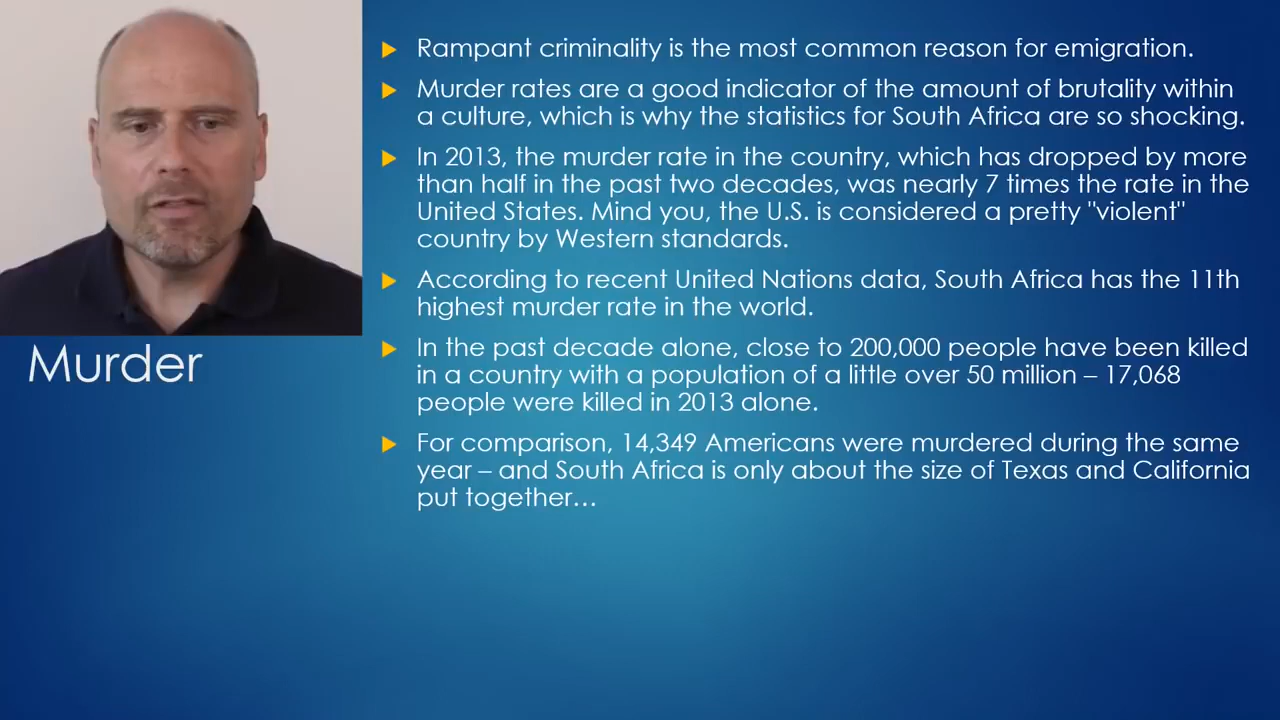 Rampant criminality is the most common reason for emigration.
Murder rates are a good indicator of the amount of brutality within
a culture, which is why the statistics for South Africa are so shocking.
In 2013, the murder rate in the country, which has dropped by more
than half in the past two decades, was nearly 7 times the rate in the
United States. Mind you, the U.S. is considered a pretty "violent"
country by Western standards.
According to recent United Nations data, South Africa has the 11th
highest murder rate in the world.
In the past decade alone, close to 200,000 people have been killed
in a country with a population of a little over 50 million – 17,068
people were killed in 2013 alone.
For comparison, 14,349 Americans were murdered during the same
year – and South Africa is only about the size of Texas and California
put together…
Murder